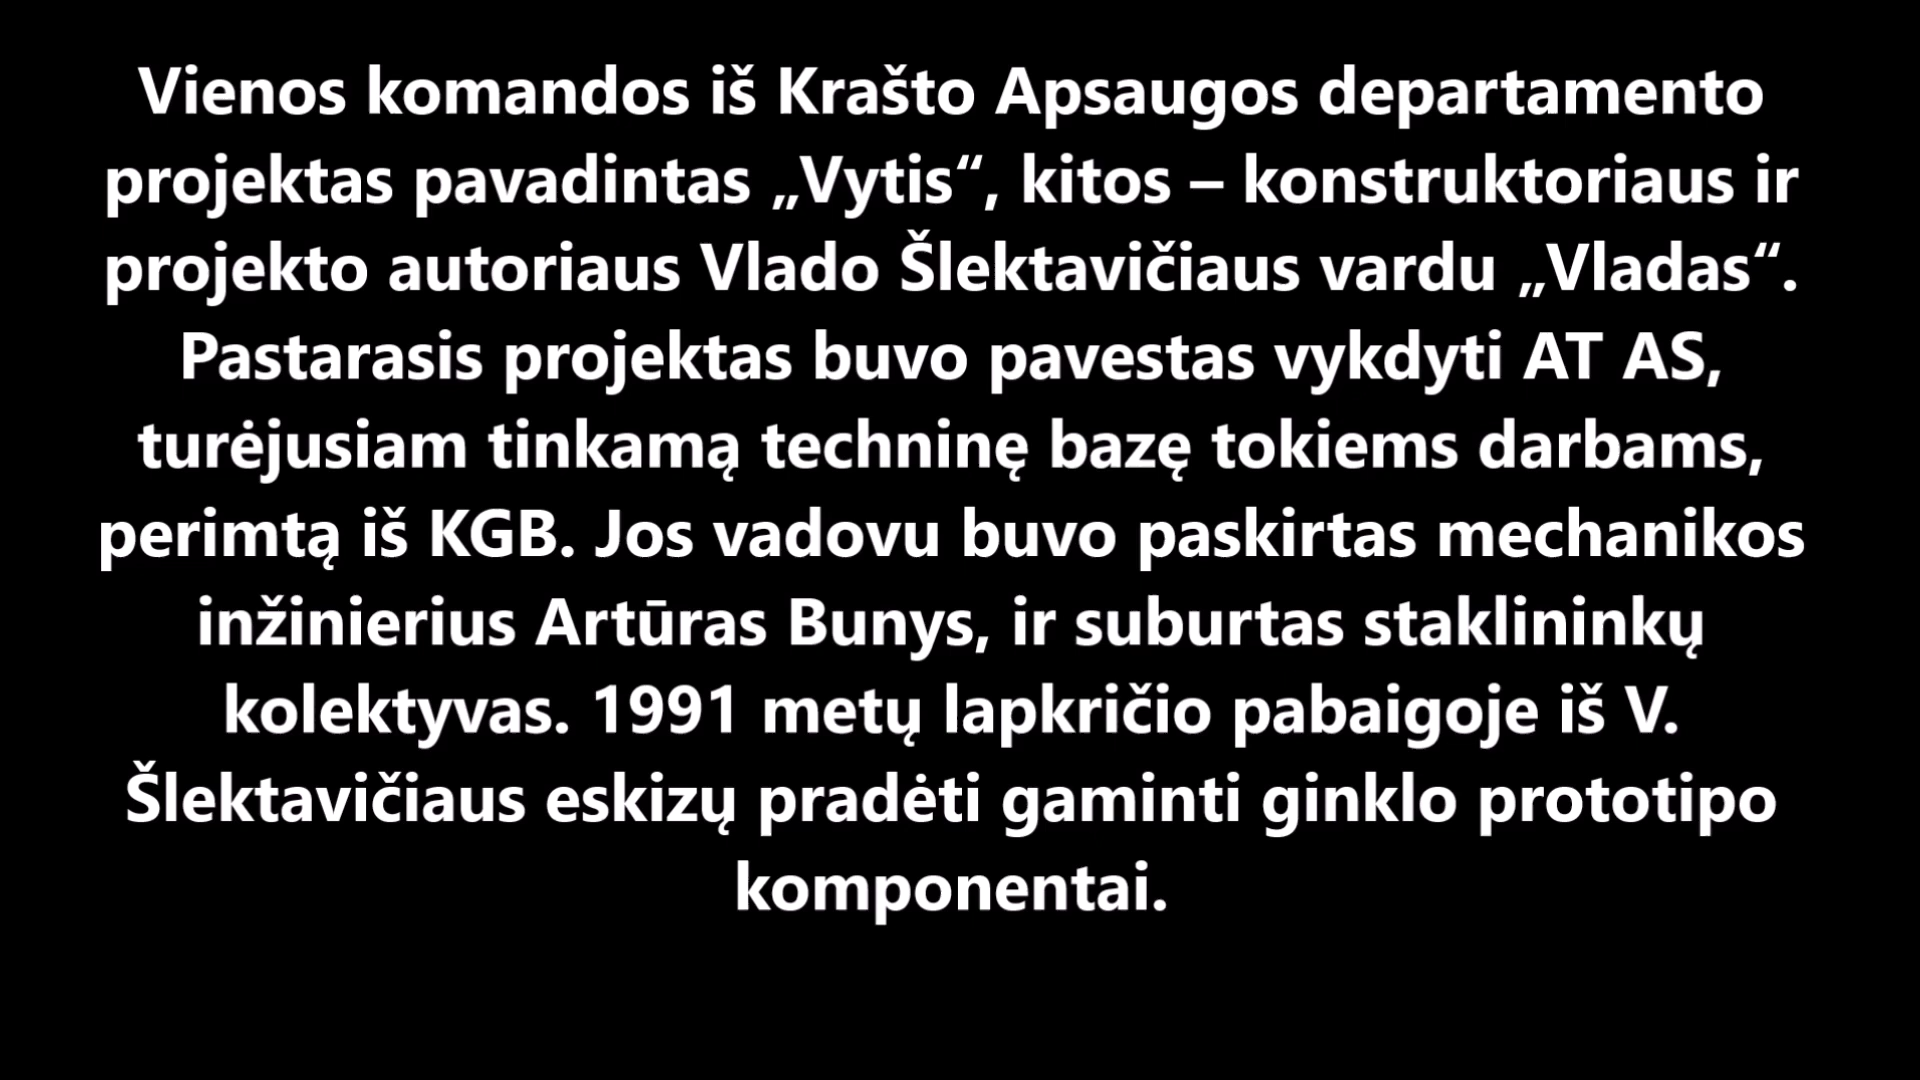 Vienos komandos iš Krašto Apsaugos departamento
projektas pavadintas „Vytis“, kitos – konstruktoriaus ir
projekto autoriaus Vlado Šlektavičiaus vardu „Vladas“.
Pastarasis projektas buvo pavestas vykdyti AT AS,
turėjusiam tinkamą techninę bazę tokiems darbams,
perimtą iš KGB. Jos vadovu buvo paskirtas mechanikos
inžinierius Artūras Bunys, ir suburtas staklininkų
kolektyvas. 1991 metų lapkričio pabaigoje iš V.
Šlektavičiaus eskizų pradėti gaminti ginklo prototipo
komponentai.